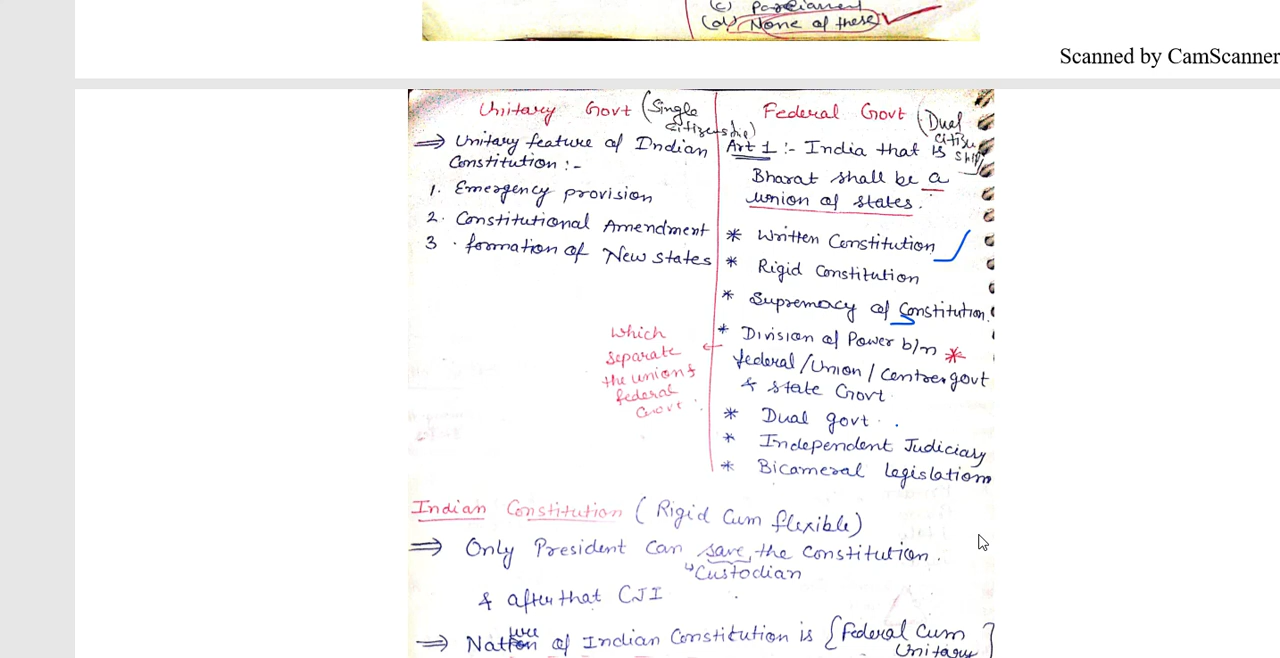 (c) Parliament
(d) None of these
Scanned by CamScanner
Unitary Govt (Single citizenship)
⇒ Unitary feature of Indian
Constitution :-
1. Emergency provision
2. Constitutional Amendment
3. formation of New states
Federal Govt (Dual citizenship)
Art 1 :- India that is
Bharat shall be a
union of states.
* Written Constitution
* Rigid Constitution
* Supremacy of Constitution.
* Division of Power b/n *
federal/Union/Centre govt
& state Govt.
* Dual govt.
* Independent Judiciary
* Bicameral legislation
which
separate
the union &
federal
Govt.
Indian Constitution (Rigid Cum flexible)
⇒ Only President can save the constitution.
↳ Custodian
& after that CJI
⇒ Nature of Indian Constitution is {Federal Cum
Unitary}